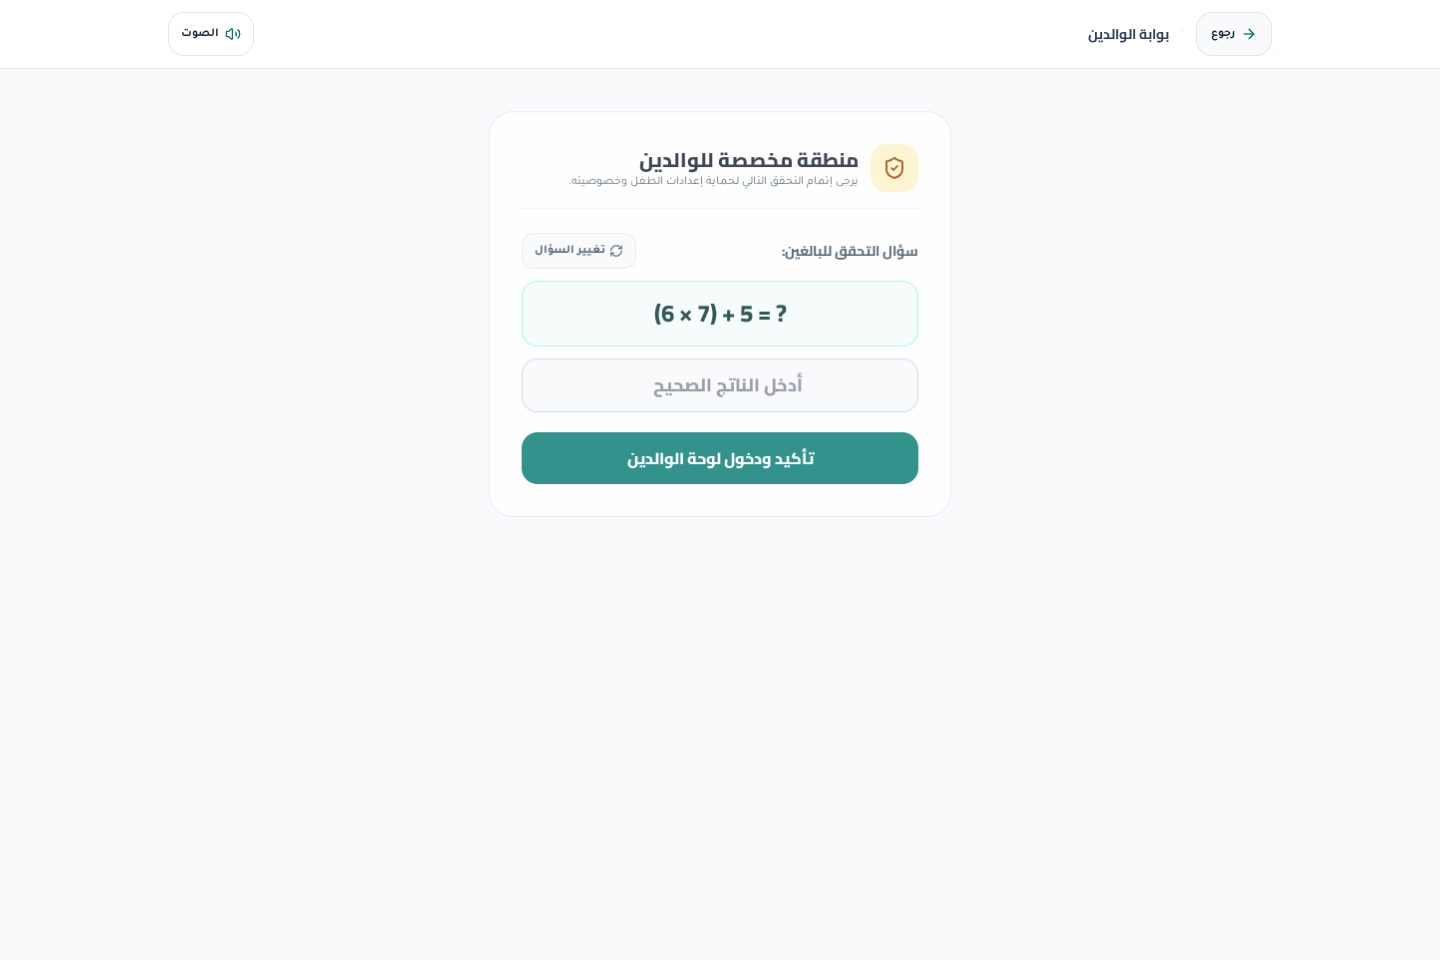 رجوع
بوابة الوالدين
الصوت
منطقة مخصصة للوالدين
يرجى إتمام التحقق التالي لحماية إعدادات الطفل وخصوصيته.
سؤال التحقق للبالغين:
تغيير السؤال
(6 × 7) + 5 = ?
أدخل الناتج الصحيح
تأكيد ودخول لوحة الوالدين